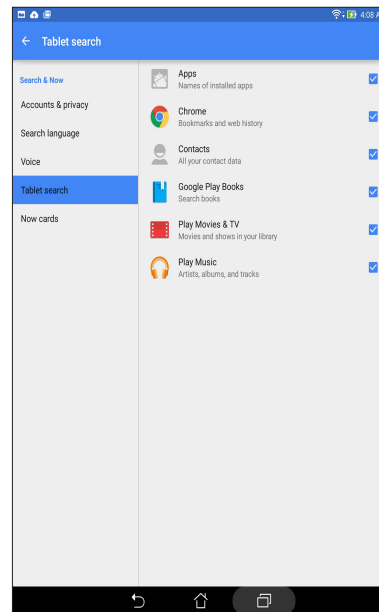 4:08 A
Tablet search
Search & Now
Accounts & privacy
Search language
Voice
Tablet search
Now cards
Apps
Names of installed apps
Chrome
Bookmarks and web history
Contacts
All your contact data
Google Play Books
Search books
Play Movies & TV
Movies and shows in your library
Play Music
Artists, albums, and tracks